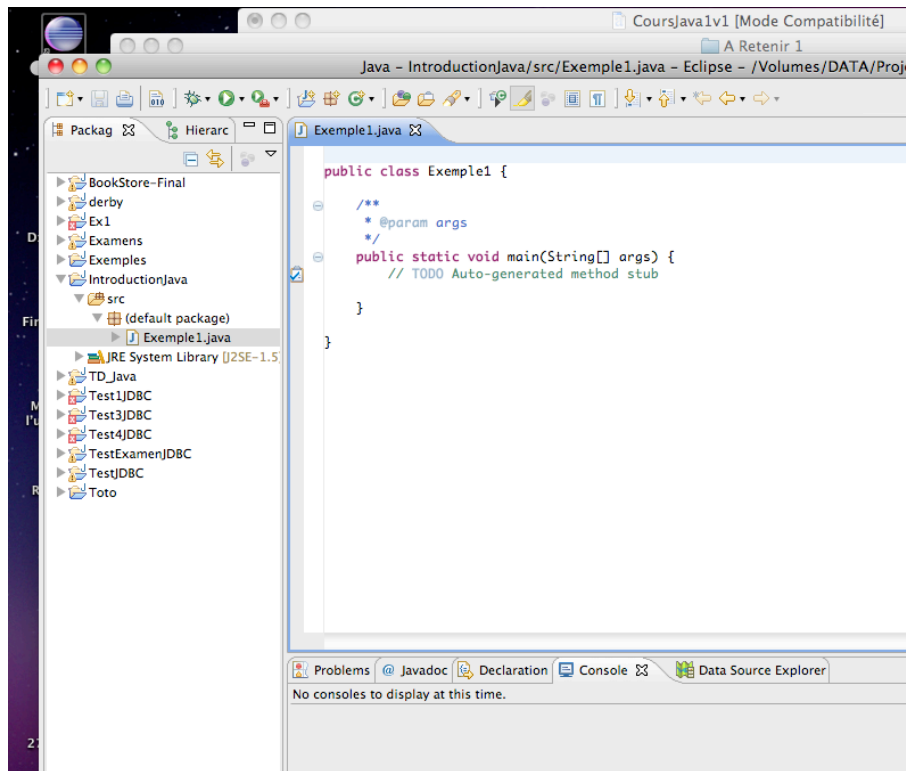 CoursJava1v1 [Mode Compatibilité]
A Retenir 1
Java – IntroductionJava/src/Exemple1.java – Eclipse – /Volumes/DATA/Proj
Packag
Hierarc
Exemple1.java
BookStore-Final
derby
Ex1
Examens
Exemples
IntroductionJava
src
(default package)
Exemple1.java
JRE System Library [J2SE-1.5]
TD_Java
Test1JDBC
Test3JDBC
Test4JDBC
TestExamenJDBC
TestJDBC
Toto
public class Exemple1 {
/**
* @param args
*/
public static void main(String[] args) {
// TODO Auto-generated method stub
}
}
Problems @ Javadoc Declaration Console Data Source Explorer
No consoles to display at this time.